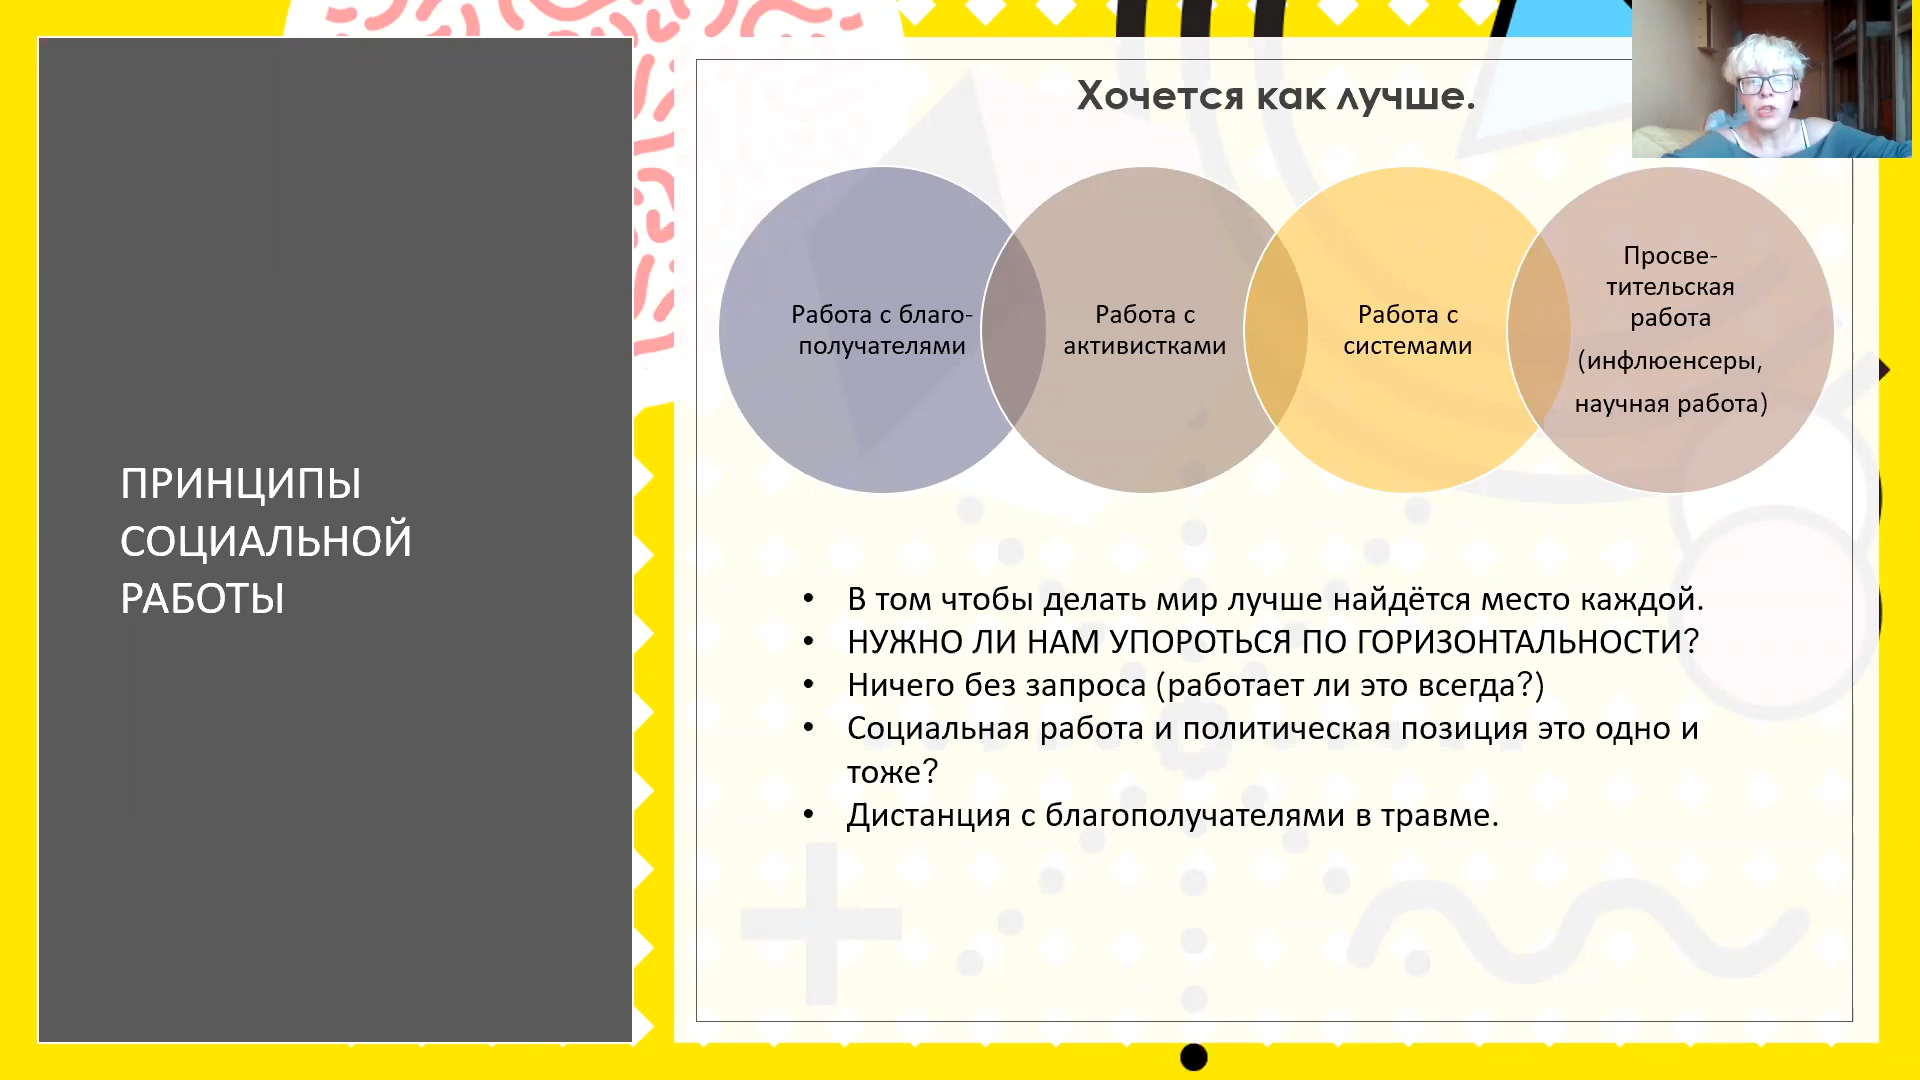 ПРИНЦИПЫ
СОЦИАЛЬНОЙ
РАБОТЫ
Хочется как лучше.
Работа с благо-
получателями
Работа с
активистками
Работа с
системами
Просве-
тительская
работа
(инфлюенсеры,
научная работа)
• В том чтобы делать мир лучше найдётся место каждой.
• НУЖНО ЛИ НАМ УПОРОТЬСЯ ПО ГОРИЗОНТАЛЬНОСТИ?
• Ничего без запроса (работает ли это всегда?)
• Социальная работа и политическая позиция это одно и
тоже?
• Дистанция с благополучателями в травме.